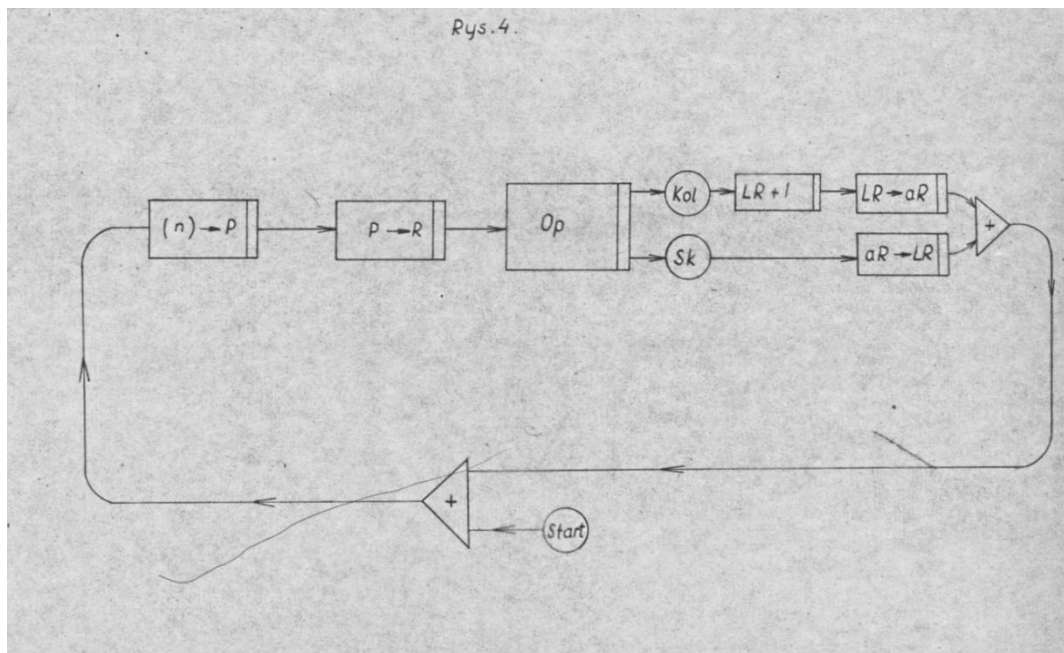 Rys.4.
(n)→P
P→R
Op
Kol
LR+1
LR→aR
+
Sk
aR→LR
+
Start